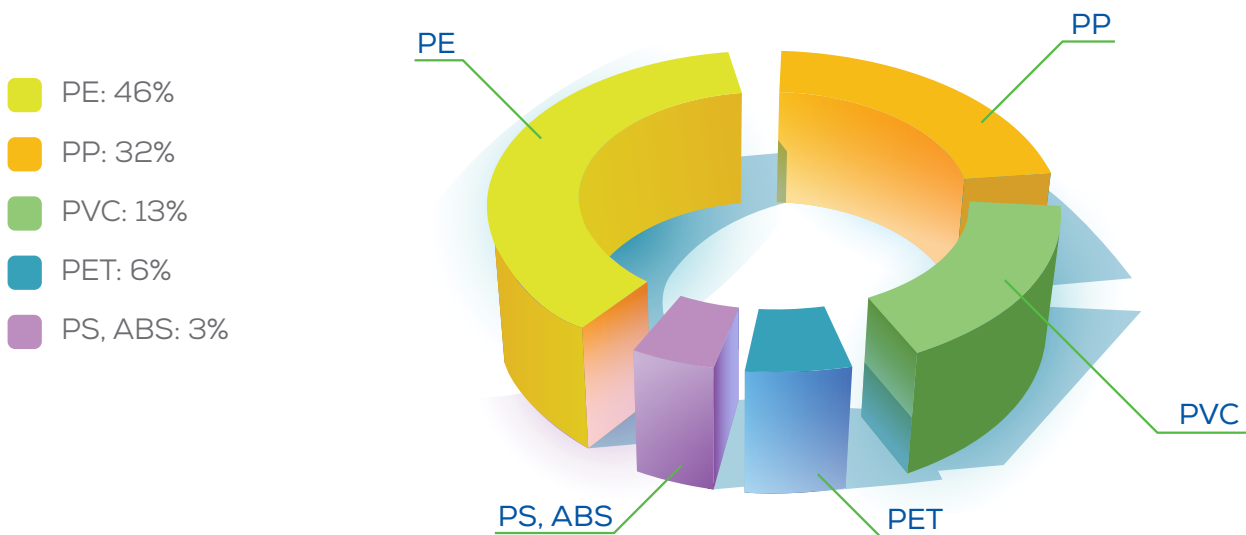 PE: 46%
PP: 32%
PVC: 13%
PET: 6%
PS, ABS: 3%
PE
PP
PVC
PS, ABS
PET